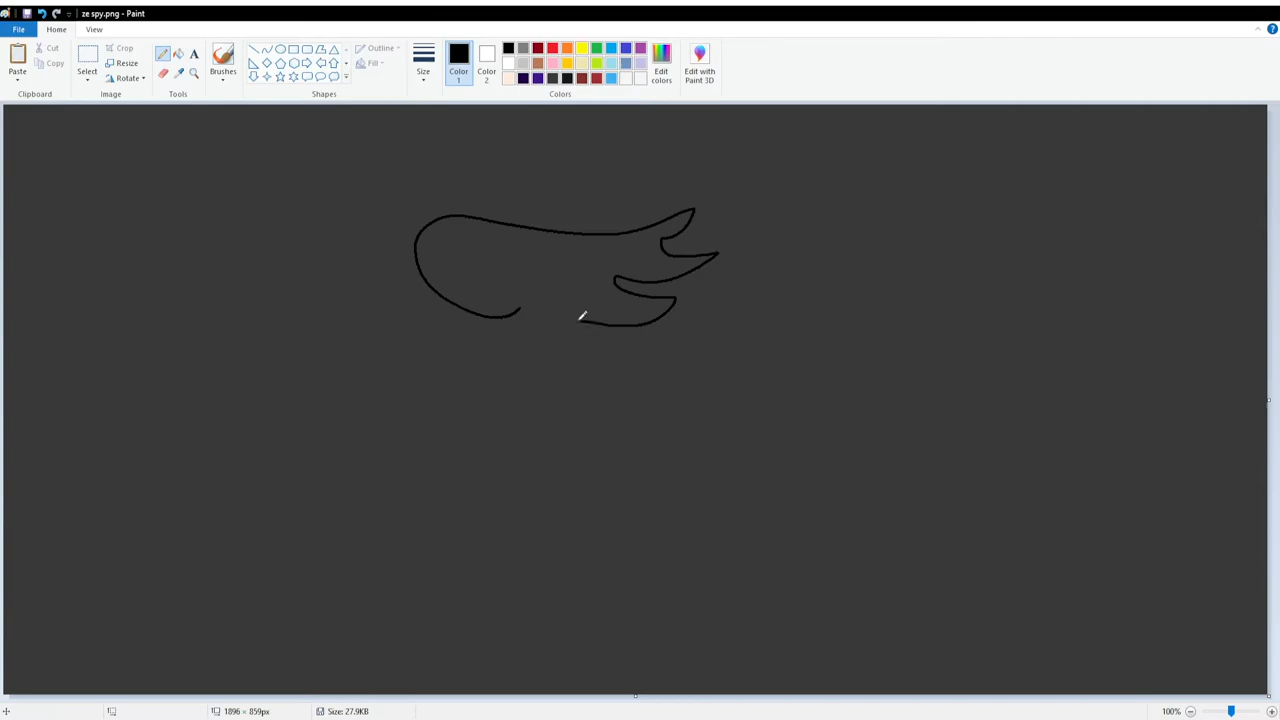 ze spy.png - Paint
File Home View
Paste Cut Copy Clipboard
Select Crop Resize Rotate Image
A Tools
Brushes
Outline Fill Shapes
Size
Color 1 Color 2 Edit colors Colors
Edit with Paint 3D
1896 × 859px Size: 27.9KB 100%